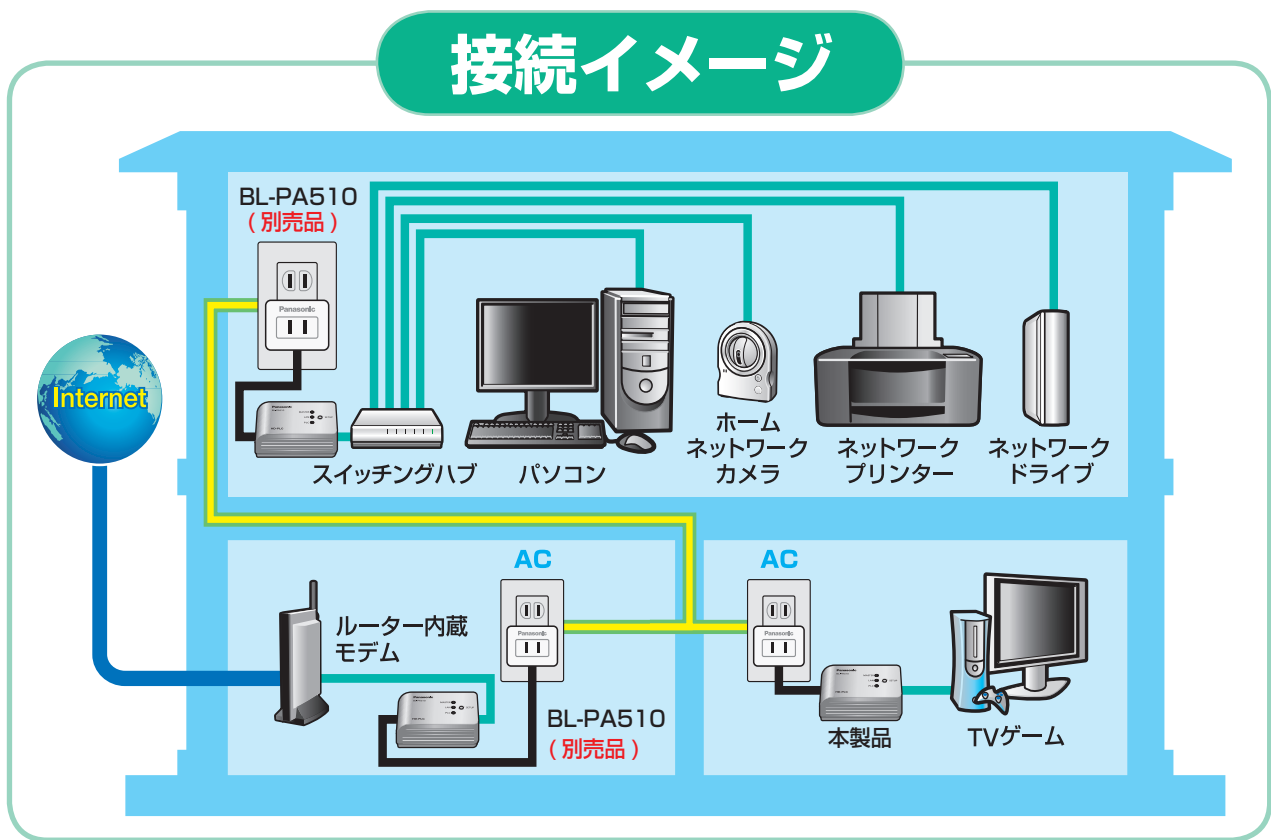 接続イメージ
BL-PA510
(別売品)
Panasonic
Internet
Panasonic
スイッチングハブ
パソコン
ホーム
ネットワーク
カメラ
ネットワーク
プリンター
ネットワーク
ドライブ
AC
Panasonic
ルーター内蔵
モデム
Panasonic
BL-PA510
(別売品)
AC
Panasonic
Panasonic
本製品
TVゲーム